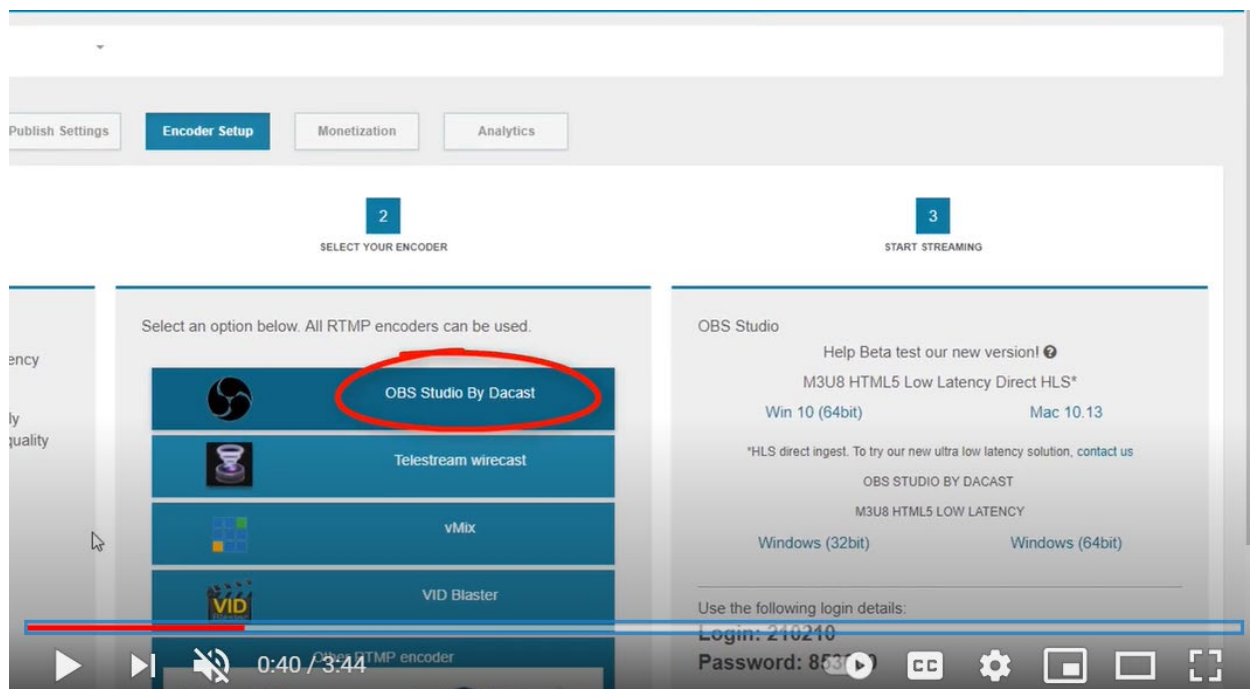 Publish Settings
Encoder Setup
Monetization
Analytics
2
SELECT YOUR ENCODER
3
START STREAMING
ency
ly
quality
Select an option below. All RTMP encoders can be used.
OBS Studio By Dacast
Telestream wirecast
vMix
VID
VID Blaster
Other RTMP encoder
OBS Studio
Help Beta test our new version!
M3U8 HTML5 Low Latency Direct HLS*
Win 10 (64bit) Mac 10.13
*HLS direct ingest. To try our new ultra low latency solution, contact us
OBS STUDIO BY DACAST
M3U8 HTML5 LOW LATENCY
Windows (32bit) Windows (64bit)
Use the following login details:
Login: 210210
Password:
0:40 / 3:44
CC